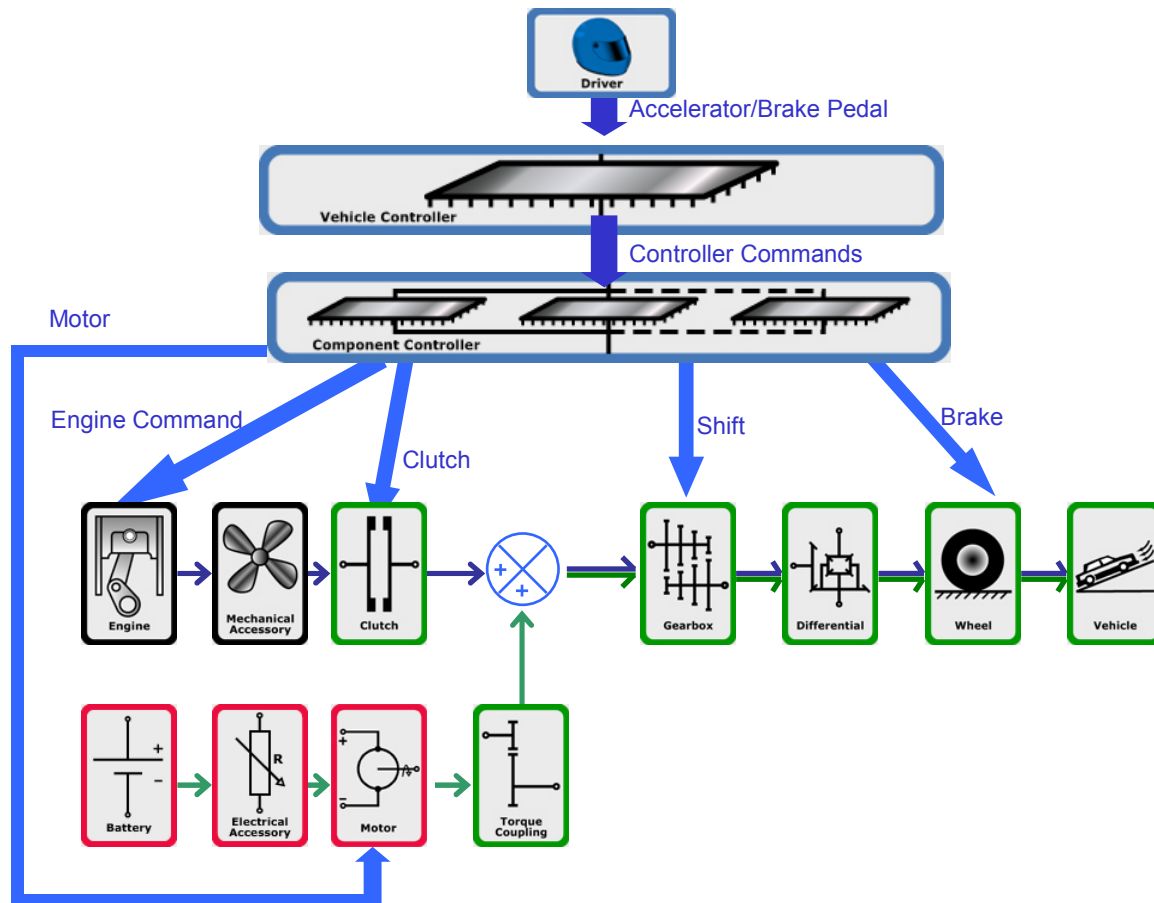 Driver
Accelerator/Brake Pedal
Vehicle Controller
Controller Commands
Motor
Component Controller
Engine Command
Clutch
Shift
Brake
Engine
Mechanical
Accessory
Clutch
+
+
Gearbox
Differential
Wheel
Vehicle
+
−
Battery
R
Electrical
Accessory
+
−
Motor
Torque
Coupling